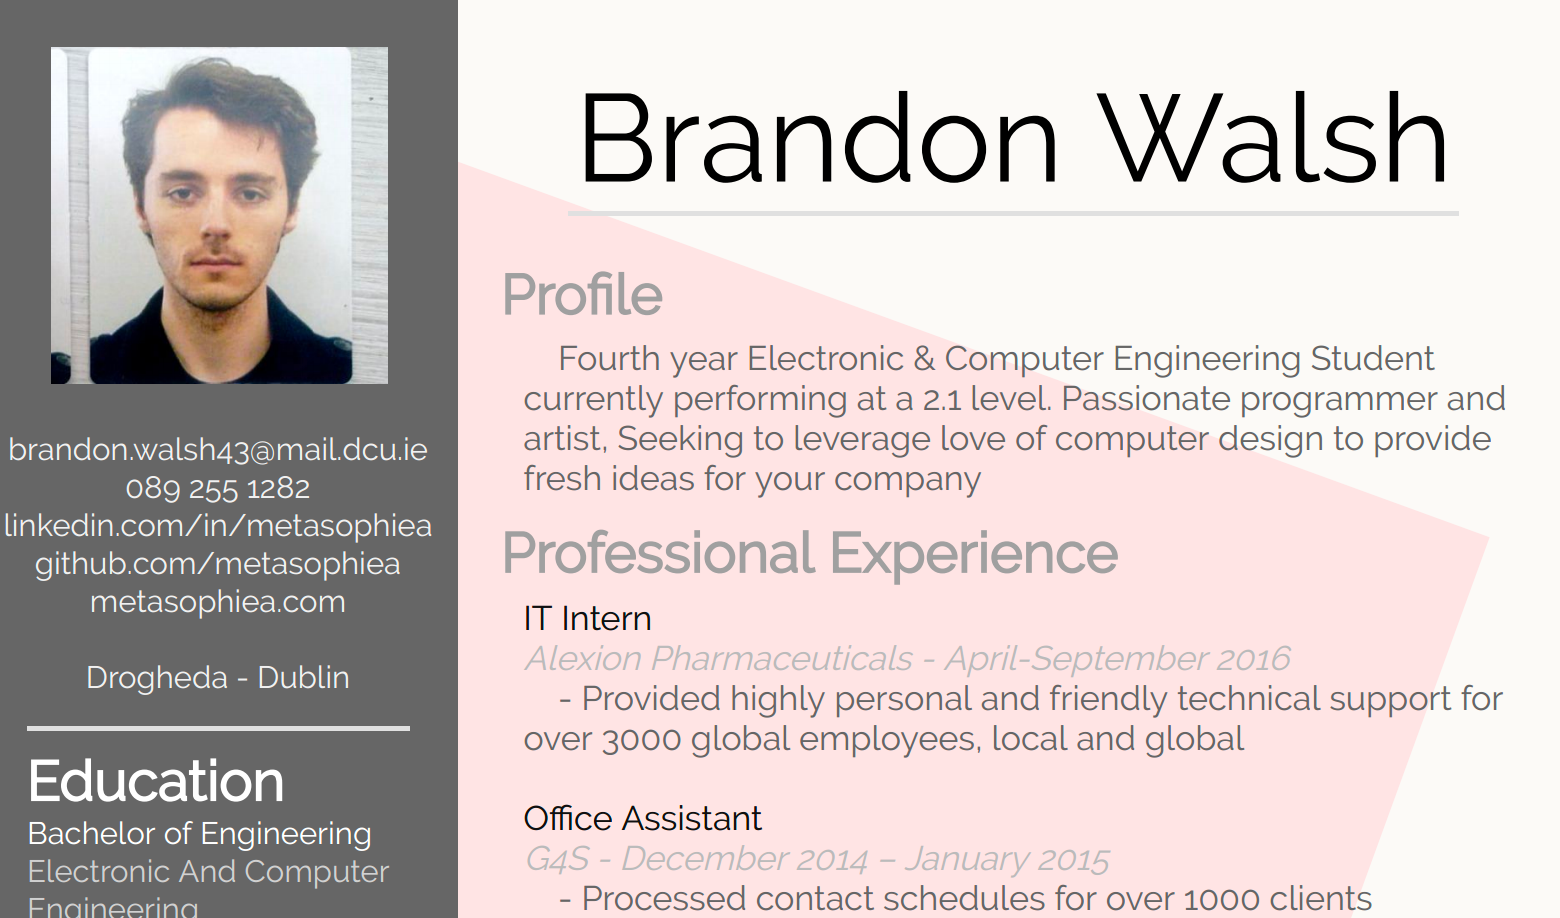 brandon.walsh43@mail.dcu.ie
089 255 1282
linkedin.com/in/metasophiea
github.com/metasophiea
metasophiea.com
Drogheda - Dublin
Education
Bachelor of Engineering
Electronic And Computer
Engineering
Brandon Walsh
Profile
Fourth year Electronic & Computer Engineering Student
currently performing at a 2.1 level. Passionate programmer and
artist, Seeking to leverage love of computer design to provide
fresh ideas for your company
Professional Experience
IT Intern
Alexion Pharmaceuticals - April-September 2016
- Provided highly personal and friendly technical support for
over 3000 global employees, local and global
Office Assistant
G4S - December 2014 – January 2015
- Processed contact schedules for over 1000 clients